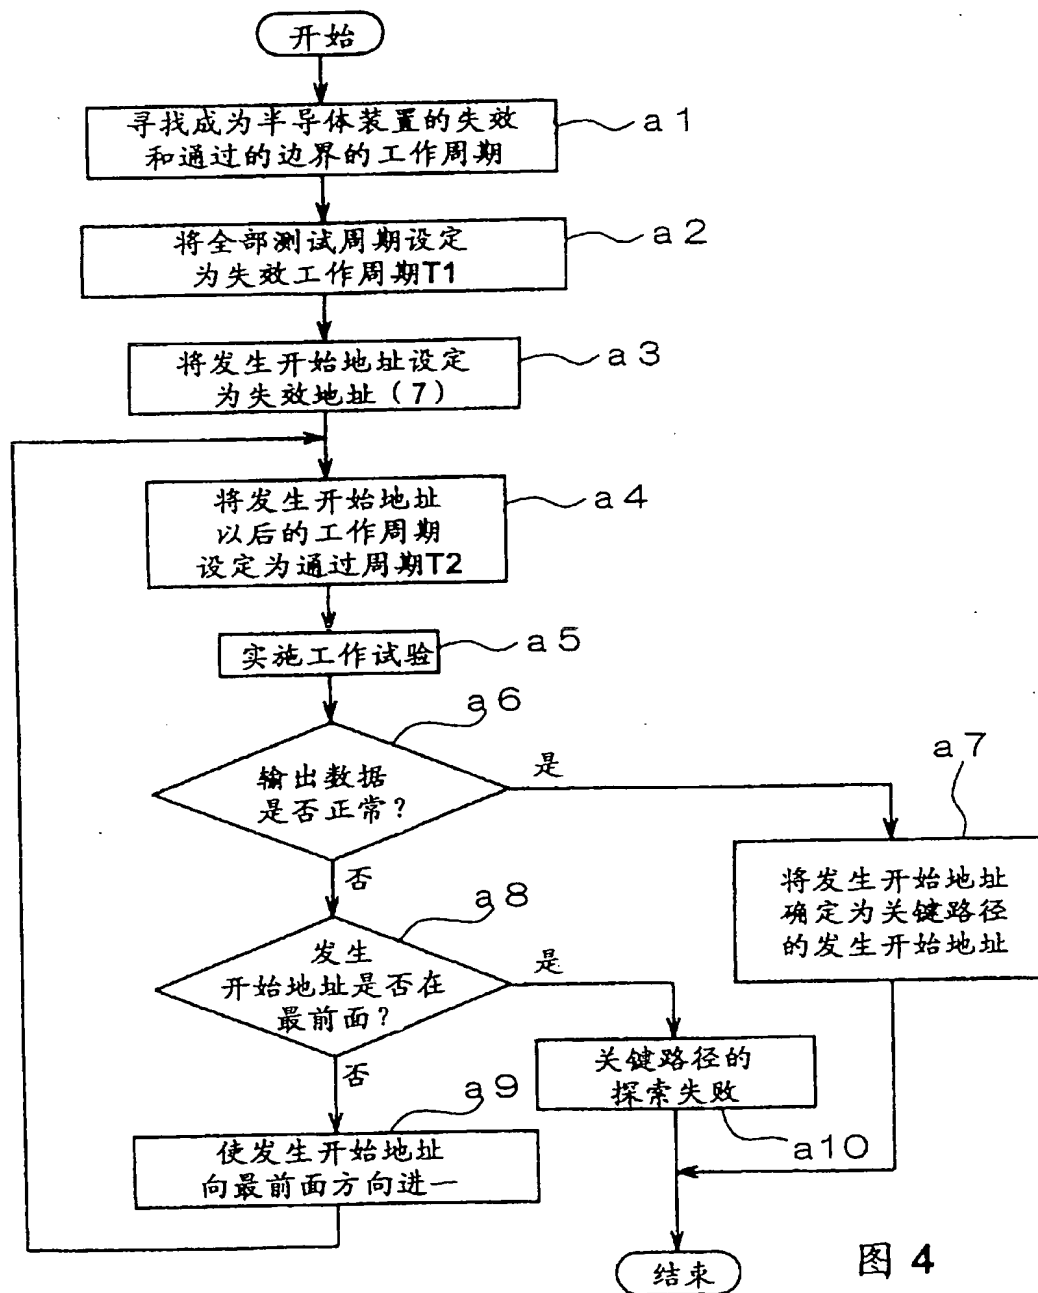 开始
寻找成为半导体装置的失效
和通过的边界的工作周期
a1
将全部测试周期设定
为失效工作周期T1
a2
将发生开始地址设定
为失效地址（7）
a3
将发生开始地址
以后的工作周期
设定为通过周期T2
a4
实施工作试验
a5
a6
输出数据
是否正常？
是
否
a7
将发生开始地址
确定为关键路径
的发生开始地址
a8
发生
开始地址是否在
最前面？
是
否
a9
使发生开始地址
向最前面方向进一
关键路径的
探索失败
a10
结束
图 4